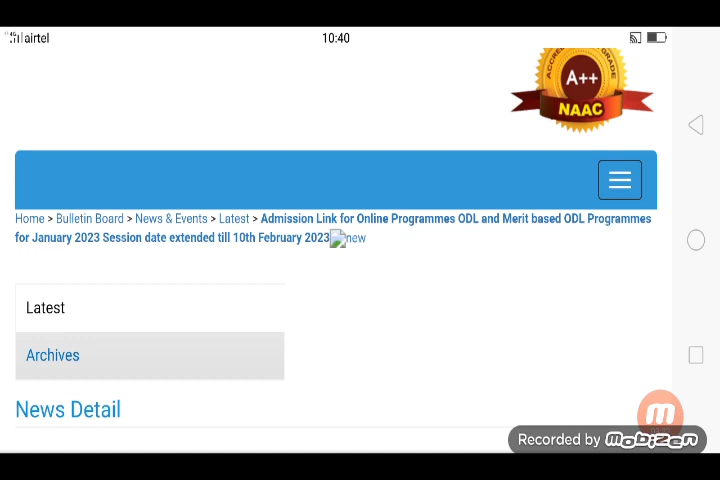 airtel 10:40
ACCRE GRADE
A++
NAAC
Home > Bulletin Board > News & Events > Latest > Admission Link for Online Programmes ODL and Merit based ODL Programmes
for January 2023 Session date extended till 10th February 2023 new
Latest
Archives
News Detail
Recorded by MOBIZEN